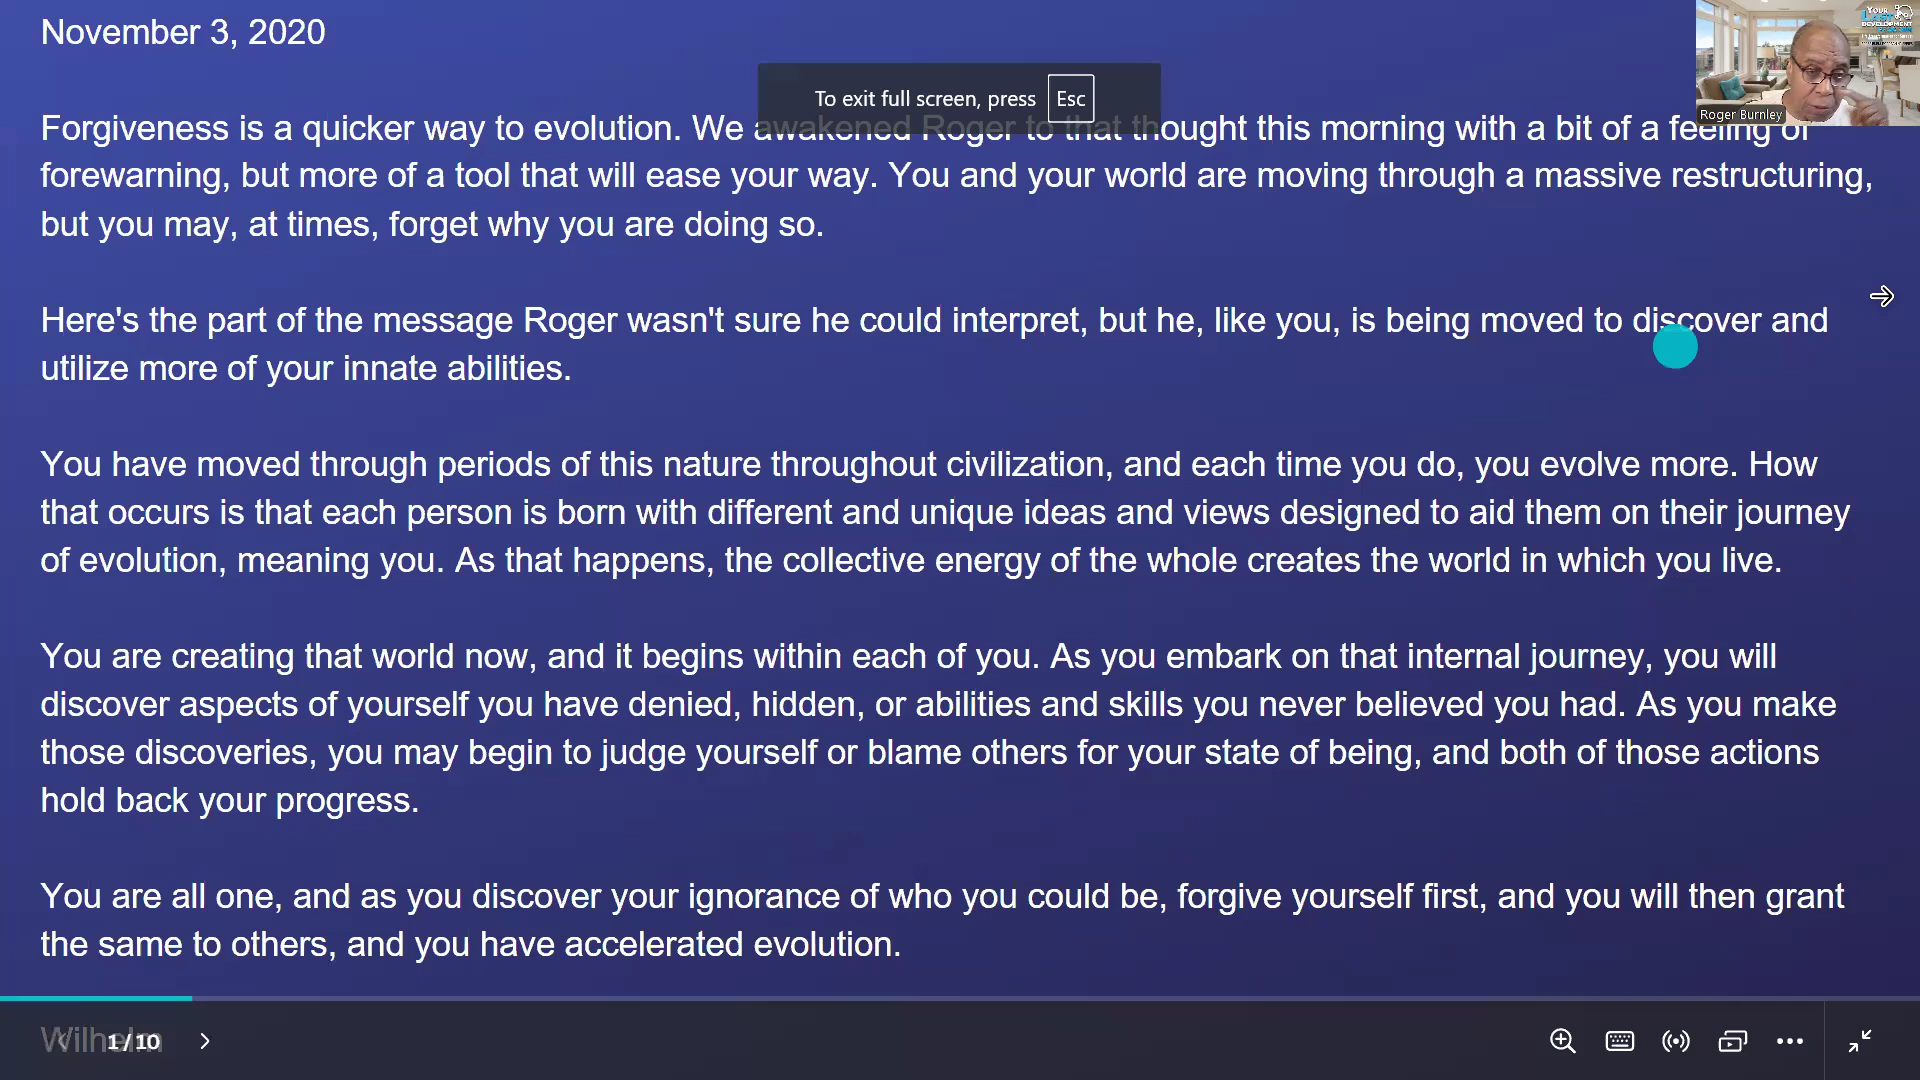 November 3, 2020
To exit full screen, press Esc
Roger Burnley
Forgiveness is a quicker way to evolution. We awakened Roger to that thought this morning with a bit of a feeling of
forewarning, but more of a tool that will ease your way. You and your world are moving through a massive restructuring,
but you may, at times, forget why you are doing so.
Here's the part of the message Roger wasn't sure he could interpret, but he, like you, is being moved to discover and
utilize more of your innate abilities.
You have moved through periods of this nature throughout civilization, and each time you do, you evolve more. How
that occurs is that each person is born with different and unique ideas and views designed to aid them on their journey
of evolution, meaning you. As that happens, the collective energy of the whole creates the world in which you live.
You are creating that world now, and it begins within each of you. As you embark on that internal journey, you will
discover aspects of yourself you have denied, hidden, or abilities and skills you never believed you had. As you make
those discoveries, you may begin to judge yourself or blame others for your state of being, and both of those actions
hold back your progress.
You are all one, and as you discover your ignorance of who you could be, forgive yourself first, and you will then grant
the same to others, and you have accelerated evolution.
Wilhelm
1 / 10